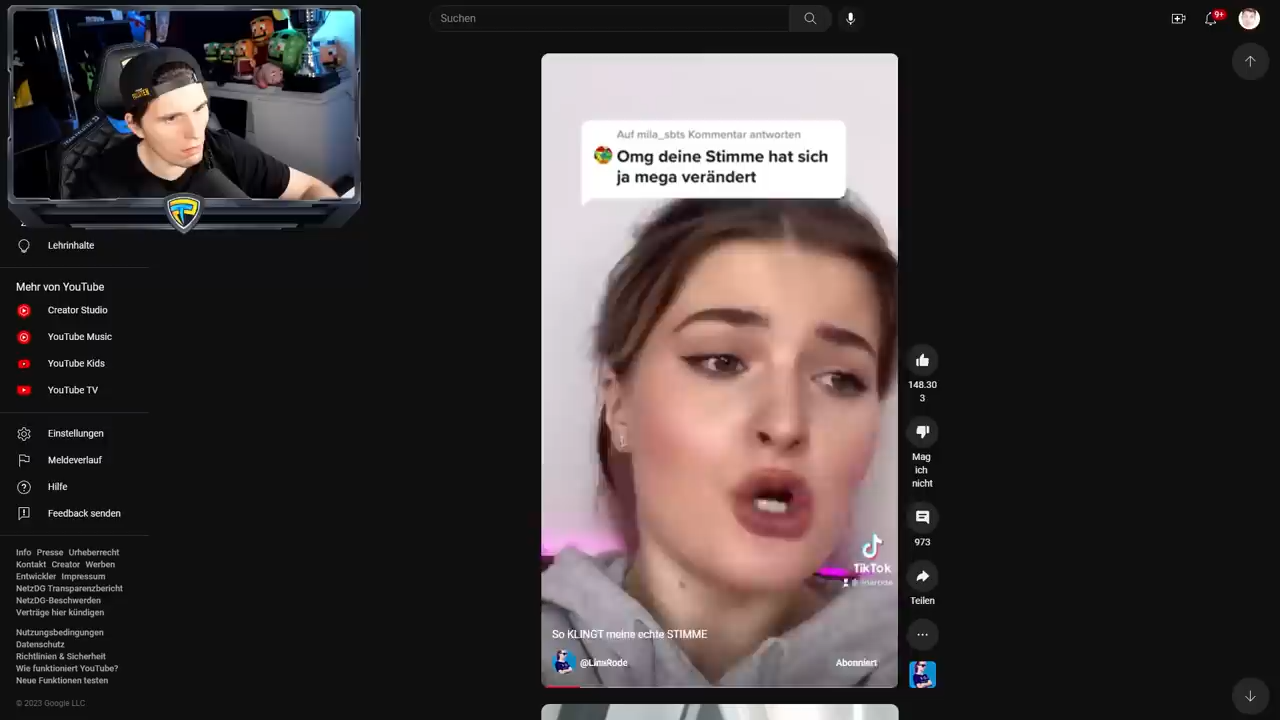 Suchen
9+
Auf mila_sbts Kommentar antworten
Omg deine Stimme hat sich
ja mega verändert
Lehrinhalte
Mehr von YouTube
Creator Studio
YouTube Music
YouTube Kids
YouTube TV
Einstellungen
Meldeverlauf
Hilfe
Feedback senden
Info Presse Urheberrecht
Kontakt Creator Werben
Entwickler Impressum
NetzDG Transparenzbericht
NetzDG-Beschwerden
Verträge hier kündigen
Nutzungsbedingungen
Datenschutz
Richtlinien & Sicherheit
Wie funktioniert YouTube?
Neue Funktionen testen
© 2023 Google LLC
148.30
3
Mag
ich
nicht
973
Teilen
TikTok
So KLINGT meine echte STIMME
@LinaRode
Abonniert